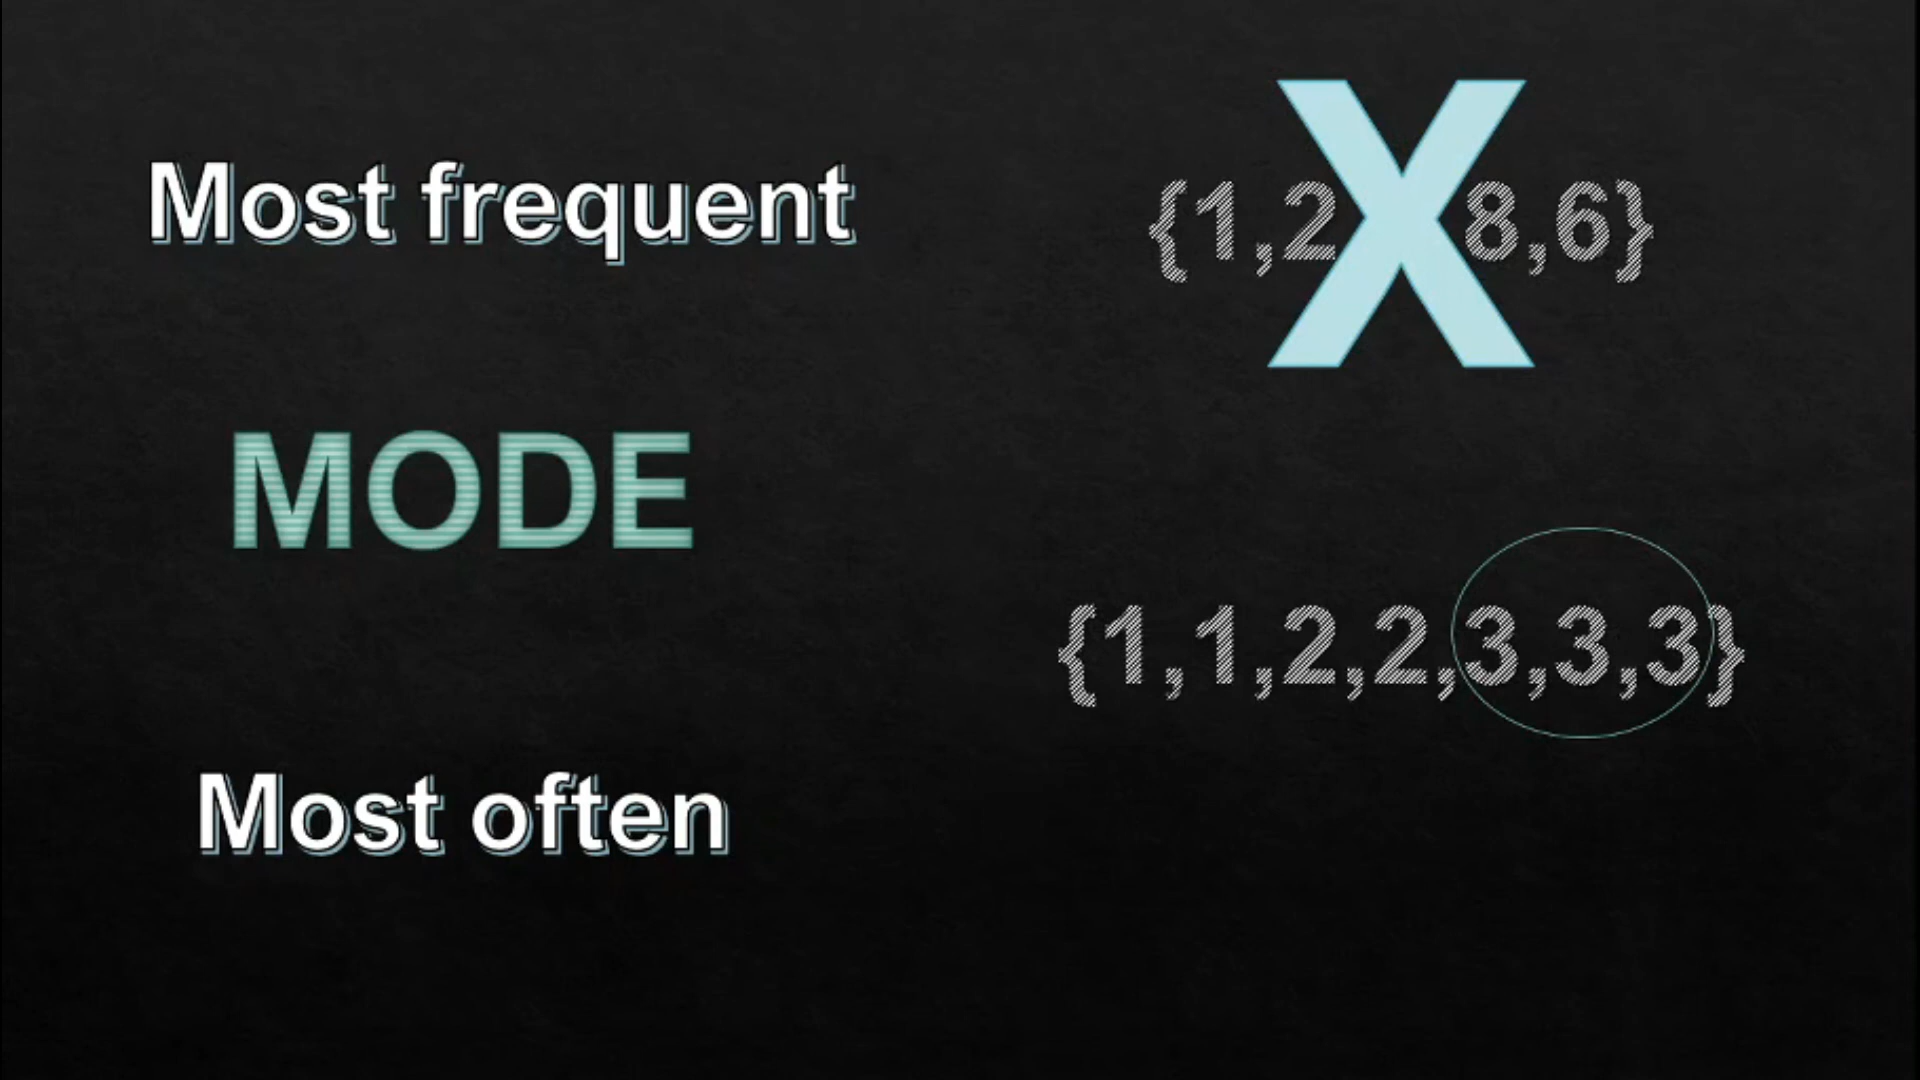 Most frequent
MODE
Most often
{1,2 X 8,6}
{1,1,2,2,3,3,3}